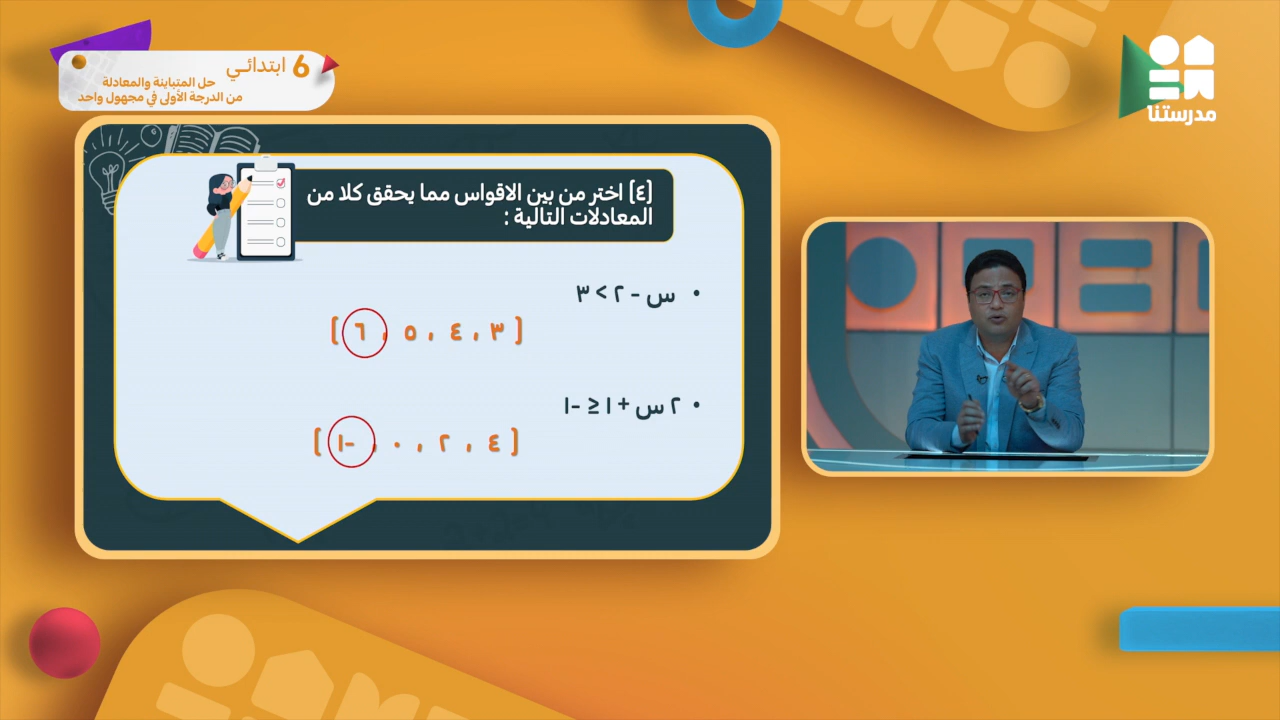 6 ابتدائي
حل المتباينة والمعادلة
من الدرجة الأولى في مجهول واحد
مدرستنا
[٤] اختر من بين الاقواس مما يحقق كلا من
المعادلات التالية :
• س - ٢ > ٣
[ ٣ ، ٤ ، ٥ ، ٦ ]
• ٢ س + ١ ≤ -١
[ ٤ ، ٢ ، ٠ ، -١ ]